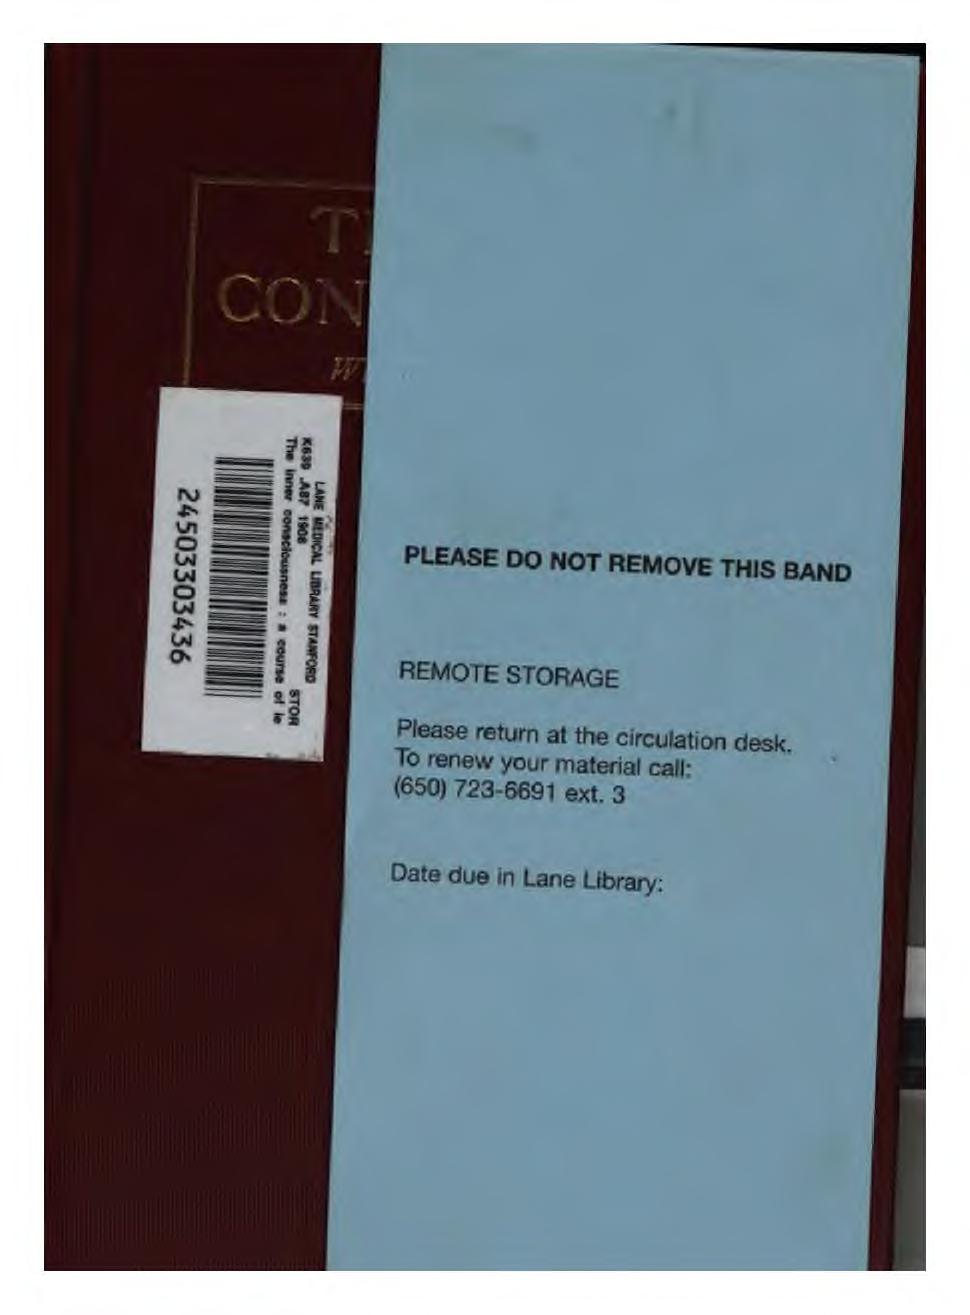 TH
CON
W
LANE MEDICAL LIBRARY STANFORD
K639 .A87 1908 STOR
The inner consciousness : a course of le
24503303436
PLEASE DO NOT REMOVE THIS BAND
REMOTE STORAGE
Please return at the circulation desk.
To renew your material call:
(650) 723-6691 ext. 3
Date due in Lane Library: